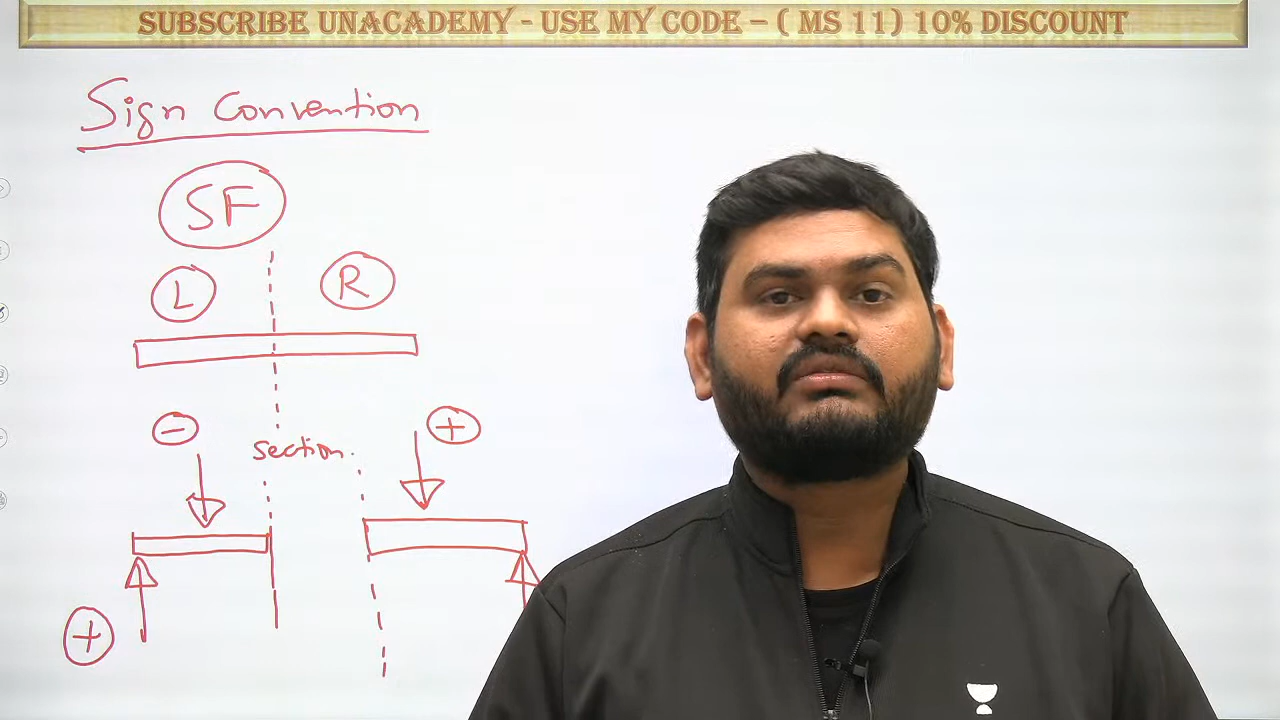 SUBSCRIBE UNACADEMY - USE MY CODE – ( MS 11) 10% DISCOUNT
Sign Convention
SF
L R
- +
section.
+